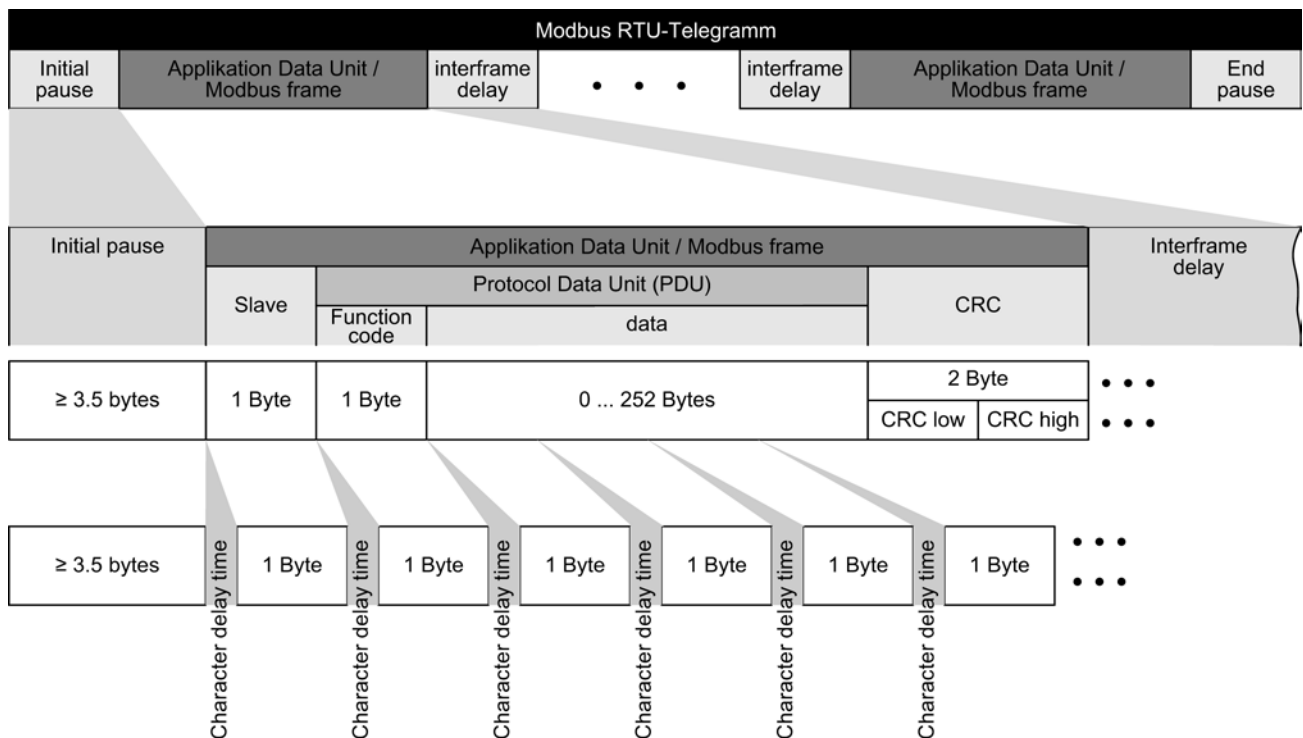 Modbus RTU-Telegramm
Initial
pause
Applikation Data Unit /
Modbus frame
interframe
delay
• • •
interframe
delay
Applikation Data Unit /
Modbus frame
End
pause
Initial pause
Applikation Data Unit / Modbus frame
Interframe
delay
Slave
Protocol Data Unit (PDU)
CRC
Function
code
data
≥ 3.5 bytes
1 Byte
1 Byte
0 ... 252 Bytes
2 Byte
• • •
CRC low
CRC high
• • •
≥ 3.5 bytes
Character delay time
1 Byte
Character delay time
1 Byte
Character delay time
1 Byte
Character delay time
1 Byte
Character delay time
1 Byte
Character delay time
1 Byte
• • •
• • •